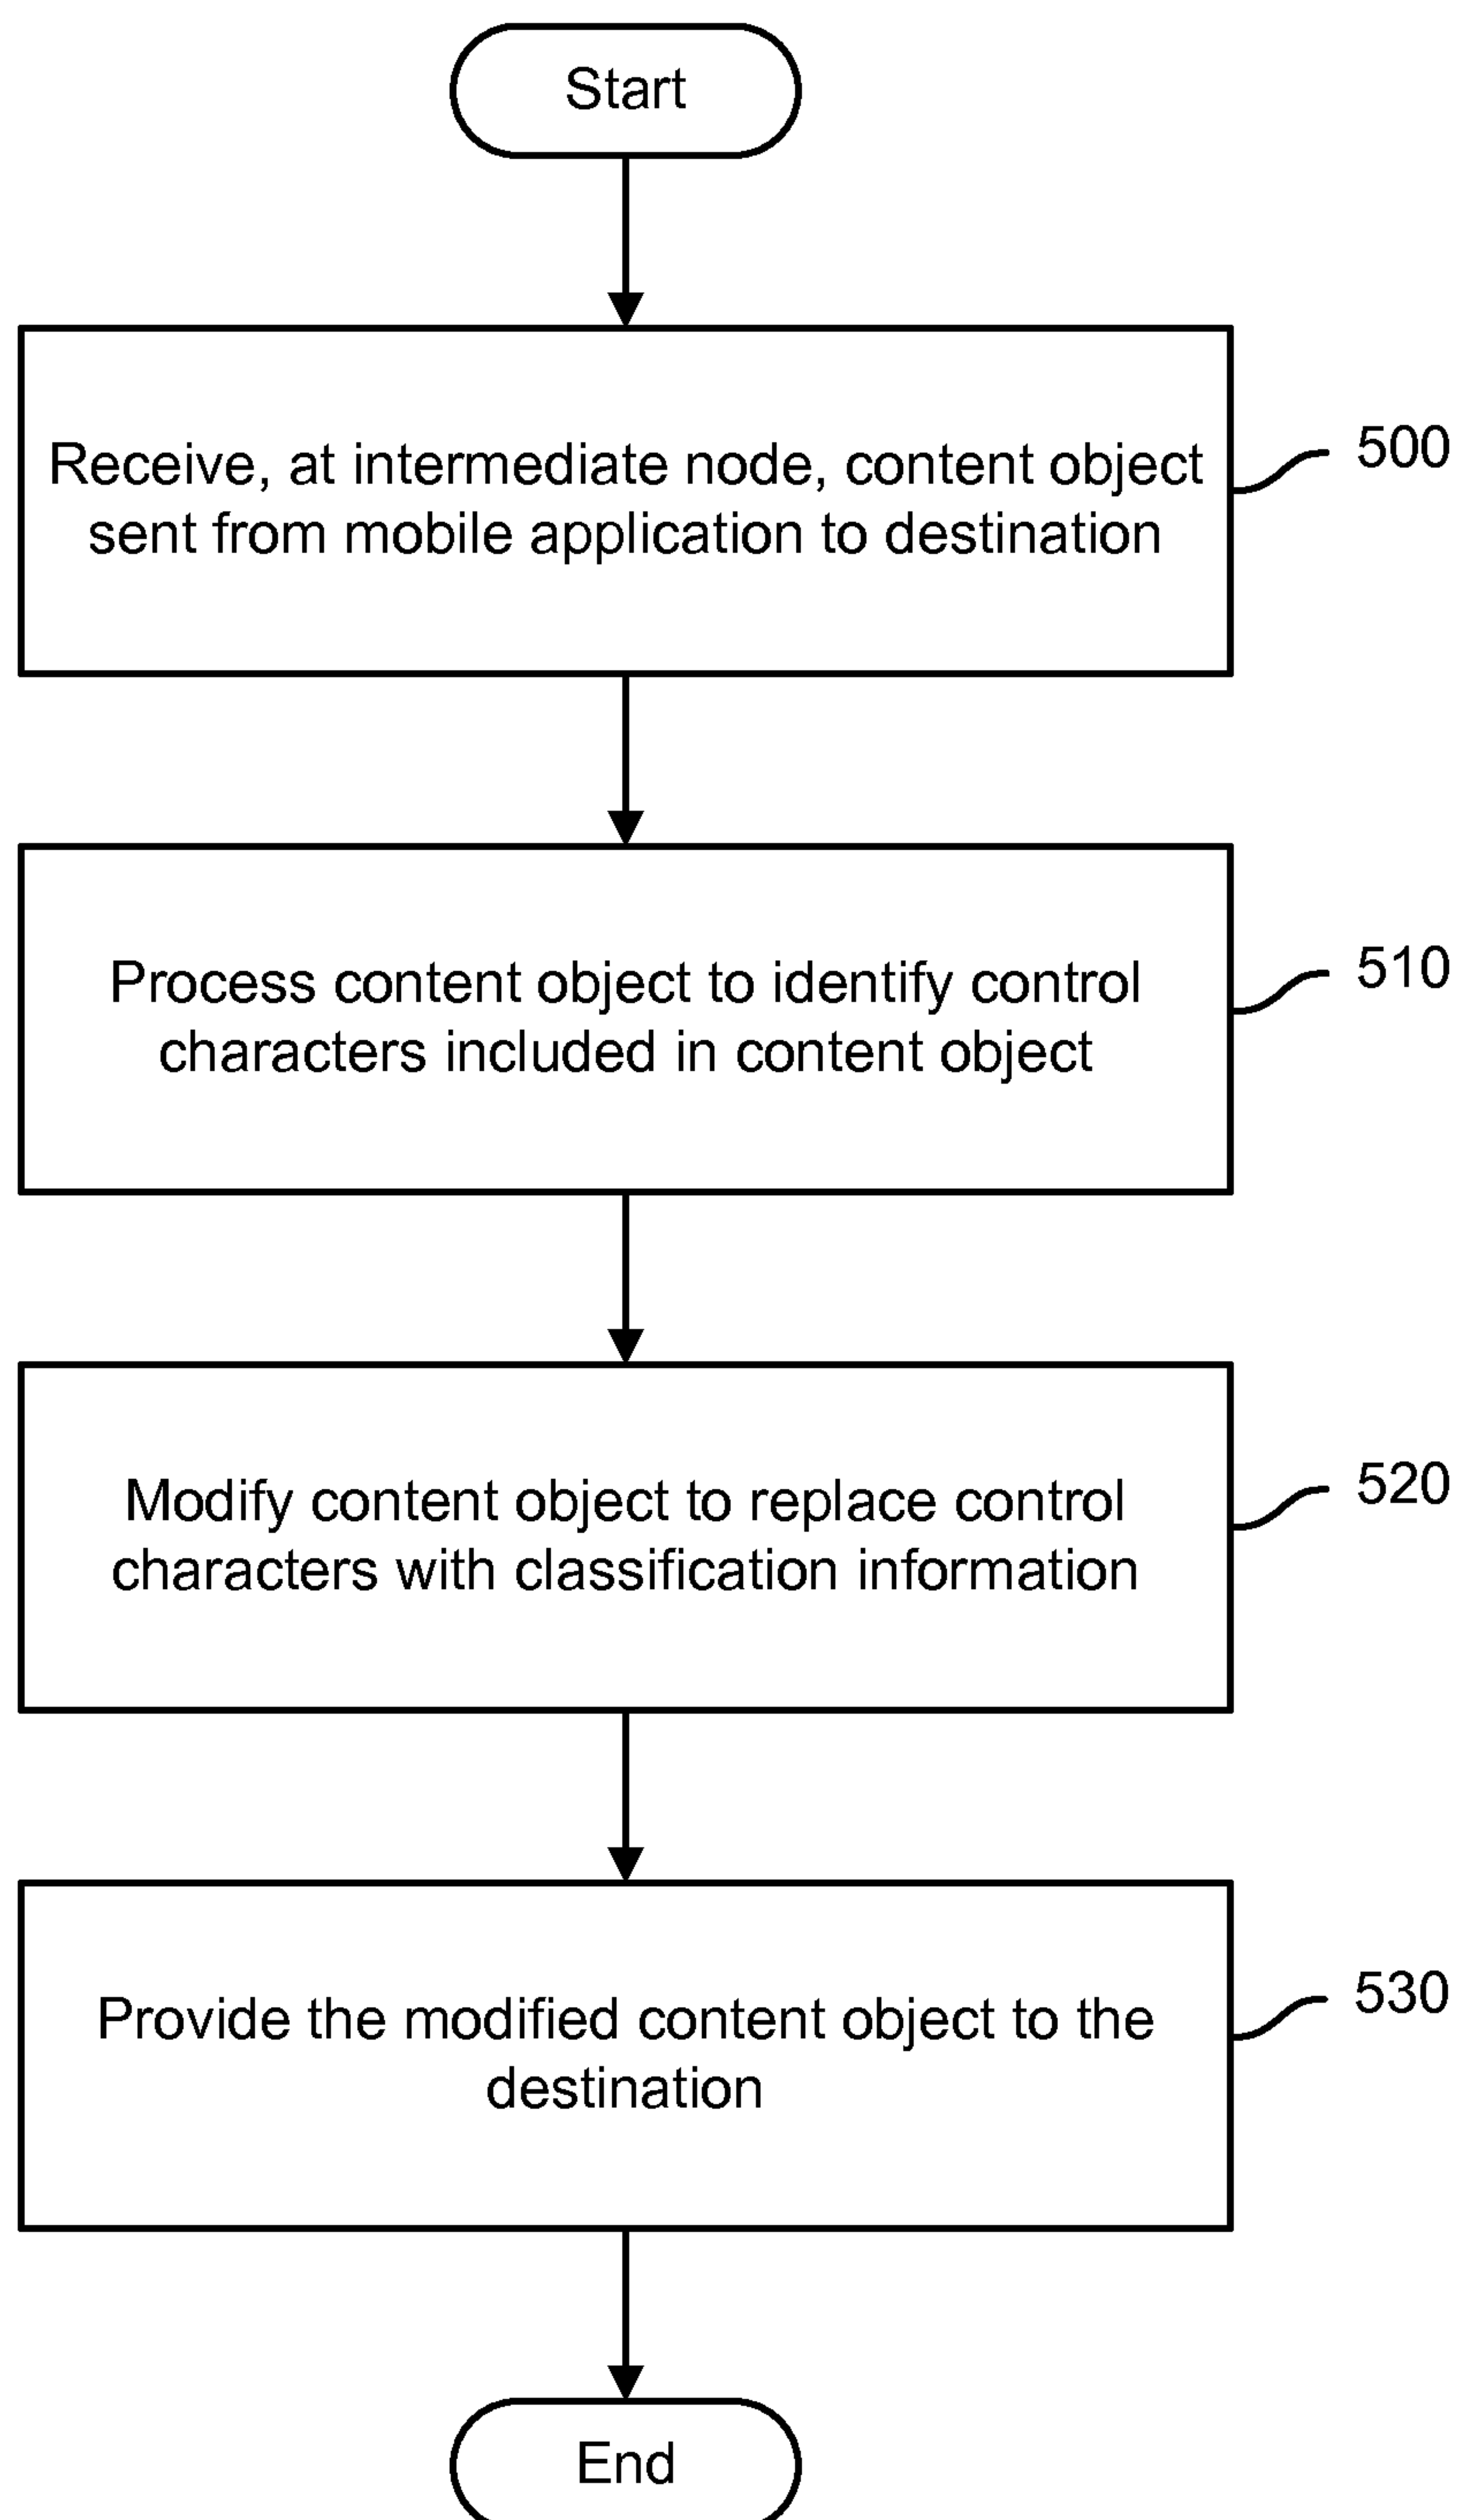 Start
Receive, at intermediate node, content object
sent from mobile application to destination
500
Process content object to identify control
characters included in content object
510
Modify content object to replace control
characters with classification information
520
Provide the modified content object to the
destination
530
End